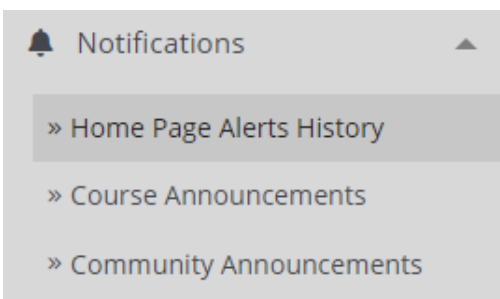 Notifications
» Home Page Alerts History
» Course Announcements
» Community Announcements